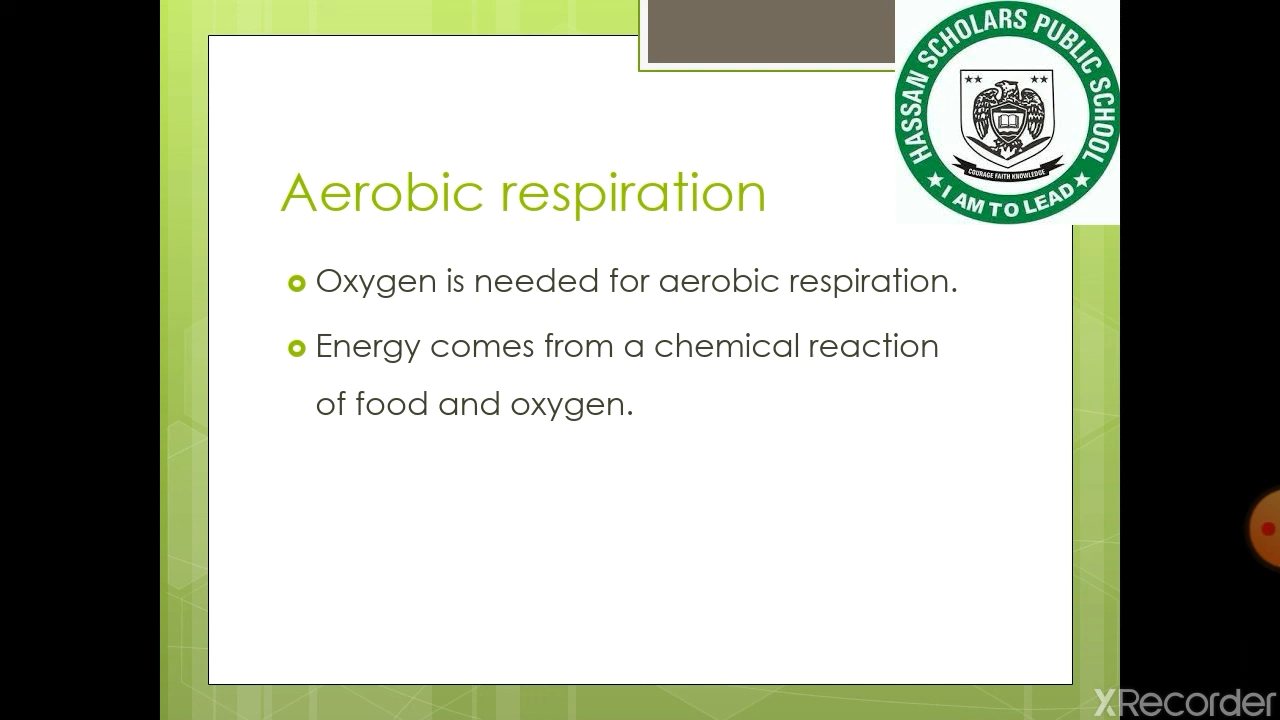 HASSAN SCHOLARS PUBLIC SCHOOL
COURAGE FAITH KNOWLEDGE
I AM TO LEAD
Aerobic respiration
Oxygen is needed for aerobic respiration.
Energy comes from a chemical reaction
of food and oxygen.
XRecorder